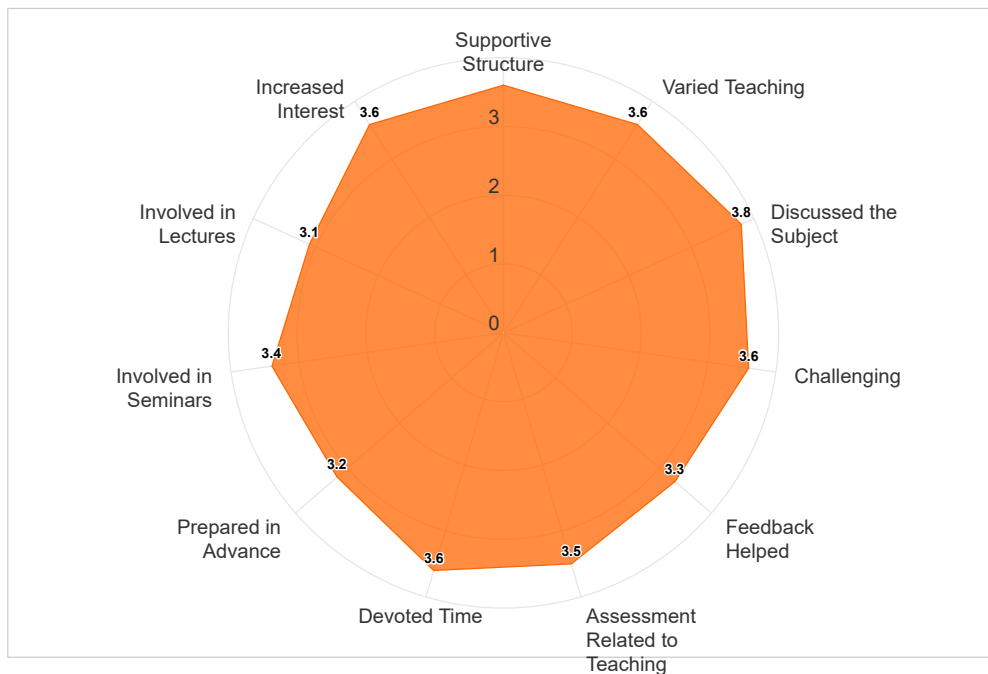 Supportive
Structure
Increased
Interest
3.6
3.6
Varied Teaching
3
Involved in
Lectures
3.1
2
3.8
Discussed the
Subject
1
0
Involved in
Seminars
3.4
3.6
Challenging
Prepared in
Advance
3.2
3.3
Feedback
Helped
3.6
3.5
Devoted Time
Assessment
Related to
Teaching